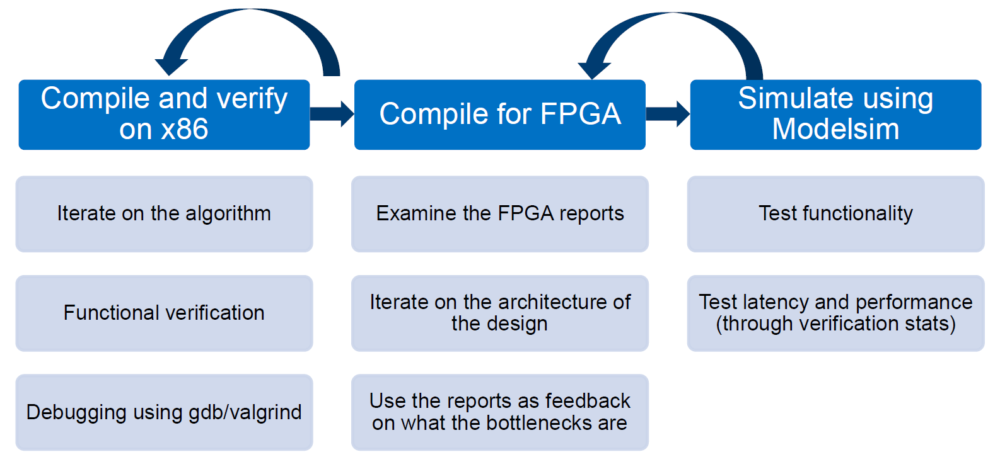 Compile and verify
on x86
Compile for FPGA
Simulate using
Modelsim
Iterate on the algorithm
Examine the FPGA reports
Test functionality
Functional verification
Iterate on the architecture of
the design
Test latency and performance
(through verification stats)
Debugging using gdb/valgrind
Use the reports as feedback
on what the bottlenecks are